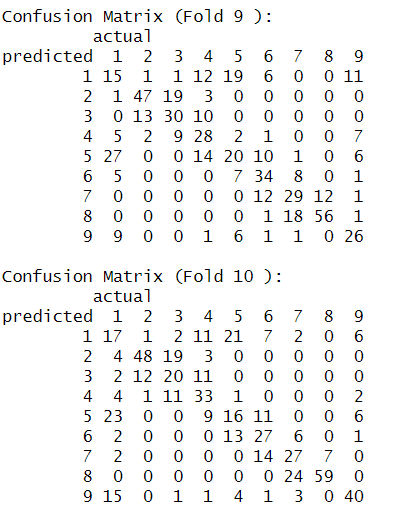 Confusion Matrix (Fold 9 ):
actual
predicted 1 2 3 4 5 6 7 8 9
1 15 1 1 12 19 6 0 0 11
2 1 47 19 3 0 0 0 0 0
3 0 13 30 10 0 0 0 0 0
4 5 2 9 28 2 1 0 0 7
5 27 0 0 14 20 10 1 0 6
6 5 0 0 0 7 34 8 0 1
7 0 0 0 0 0 12 29 12 1
8 0 0 0 0 0 1 18 56 1
9 9 0 0 1 6 1 1 0 26
Confusion Matrix (Fold 10 ):
actual
predicted 1 2 3 4 5 6 7 8 9
1 17 1 2 11 21 7 2 0 6
2 4 48 19 3 0 0 0 0 0
3 2 12 20 11 0 0 0 0 0
4 4 1 11 33 1 0 0 0 2
5 23 0 0 9 16 11 0 0 6
6 2 0 0 0 13 27 6 0 1
7 2 0 0 0 0 14 27 7 0
8 0 0 0 0 0 0 24 59 0
9 15 0 1 1 4 1 3 0 40